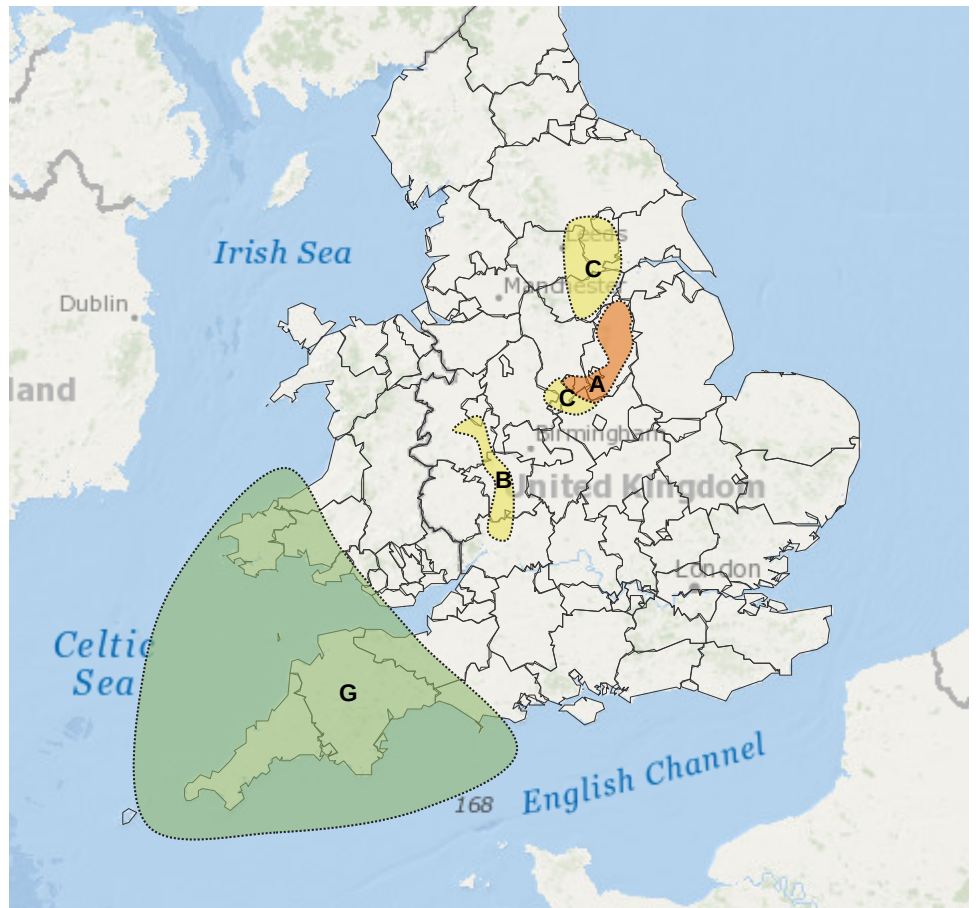 Irish Sea
Leeds
C
Manchester
Dublin
land
A
C
Birmingham
B
United Kingdom
London
Celtic
Sea
G
English Channel
168